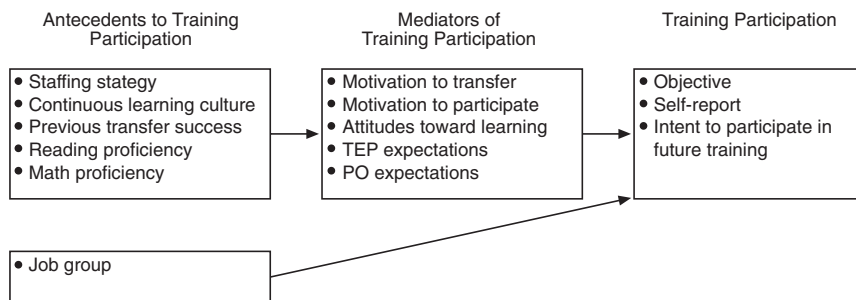 Antecedents to Training
Participation
Mediators of
Training Participation
Training Participation
• Staffing stategy
• Continuous learning culture
• Previous transfer success
• Reading proficiency
• Math proficiency
• Motivation to transfer
• Motivation to participate
• Attitudes toward learning
• TEP expectations
• PO expectations
• Objective
• Self-report
• Intent to participate in
future training
• Job group